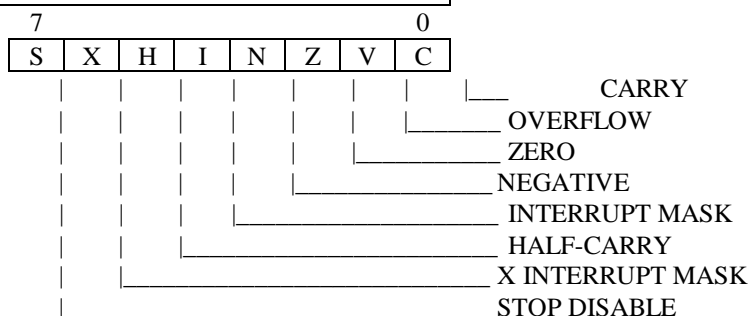 7 0
S X H I N Z V C
CARRY
OVERFLOW
ZERO
NEGATIVE
INTERRUPT MASK
HALF-CARRY
X INTERRUPT MASK
STOP DISABLE